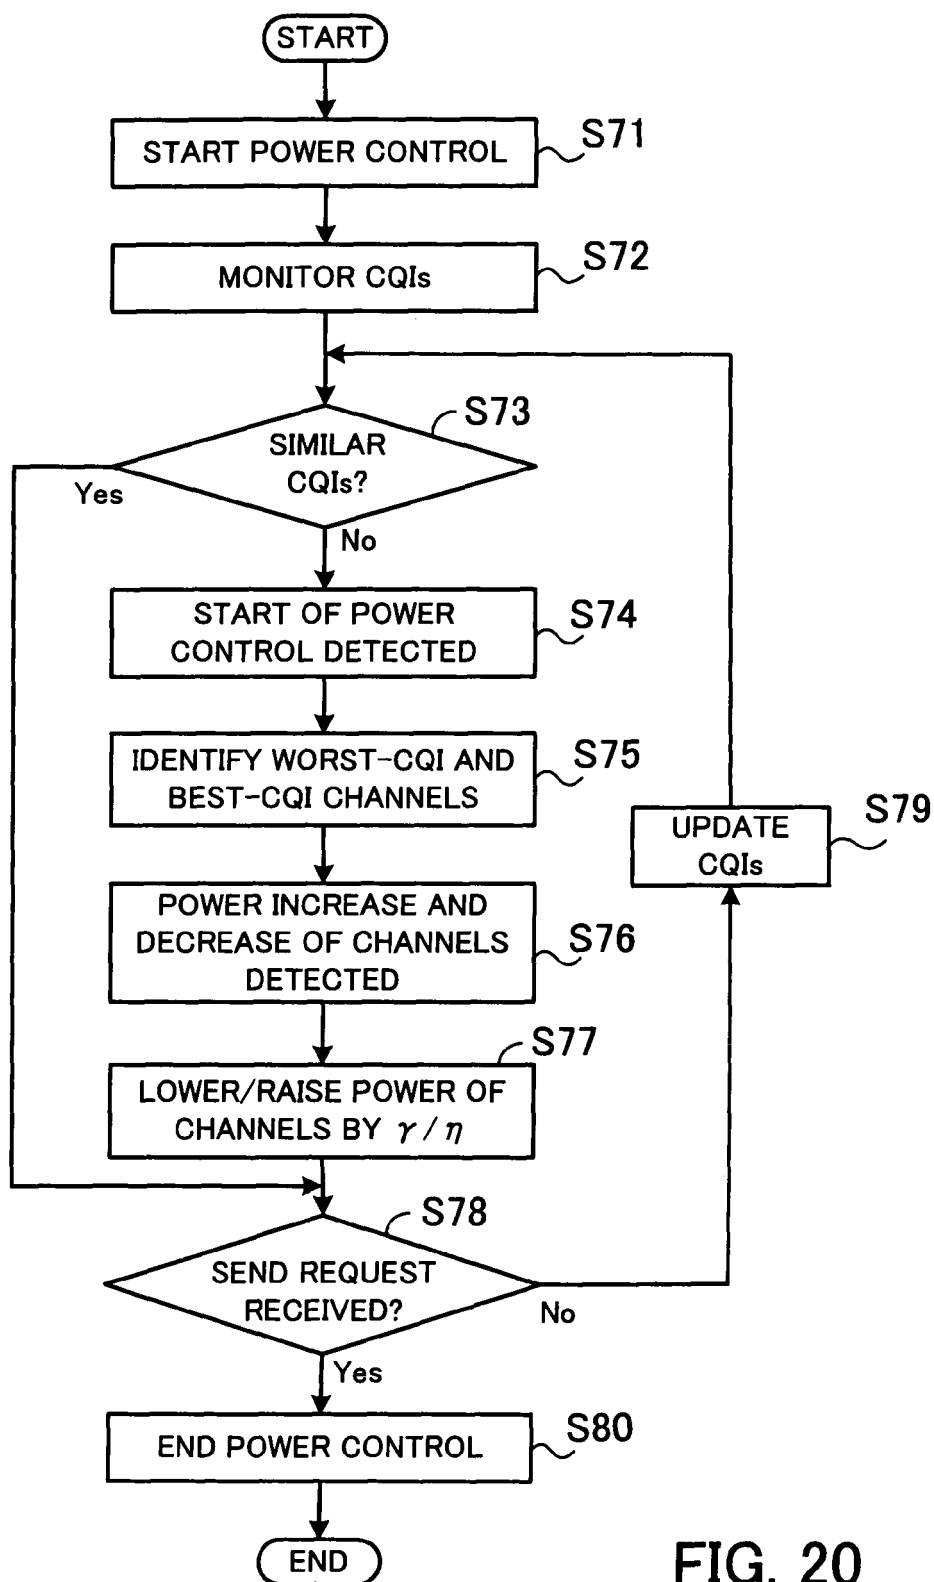 START
START POWER CONTROL
S71
MONITOR CQIs
S72
SIMILAR
CQIs?
S73
Yes
No
START OF POWER
CONTROL DETECTED
S74
IDENTIFY WORST-CQI AND
BEST-CQI CHANNELS
S75
POWER INCREASE AND
DECREASE OF CHANNELS
DETECTED
S76
LOWER/RAISE POWER OF
CHANNELS BY γ/η
S77
SEND REQUEST
RECEIVED?
S78
No
Yes
UPDATE
CQIs
S79
END POWER CONTROL
S80
END
FIG. 20